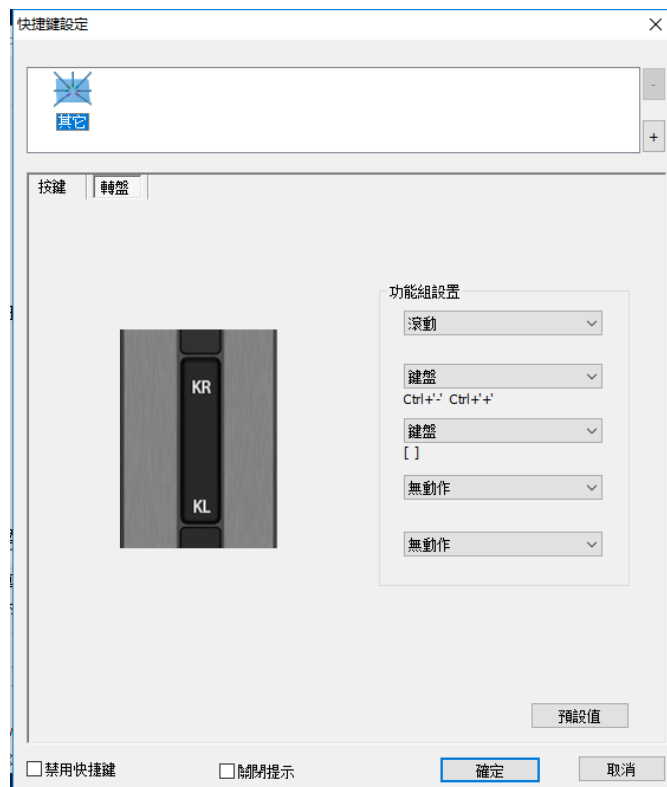 快捷鍵設定
其它
-
+
按鍵 轉盤
功能組設置
滾動
KR
鍵盤
Ctrl+'-' Ctrl+'+'
鍵盤
[ ]
KL
無動作
無動作
預設值
禁用快捷鍵 關閉提示 確定 取消